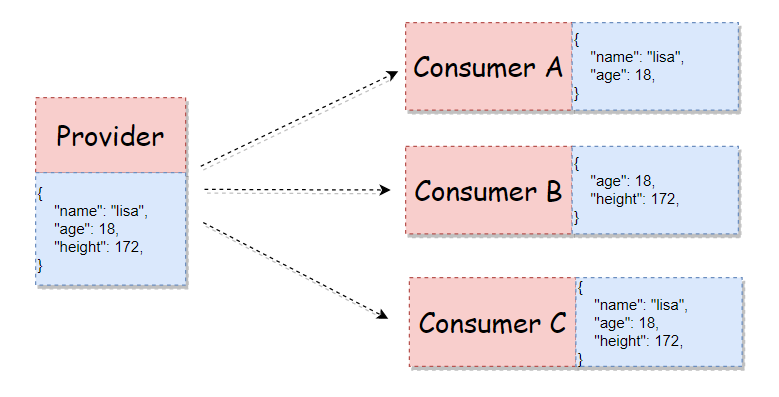 Provider
{
"name": "lisa",
"age": 18,
"height": 172,
}
Consumer A
{
"name": "lisa",
"age": 18,
}
Consumer B
{
"age": 18,
"height": 172,
}
Consumer C
{
"name": "lisa",
"age": 18,
"height": 172,
}